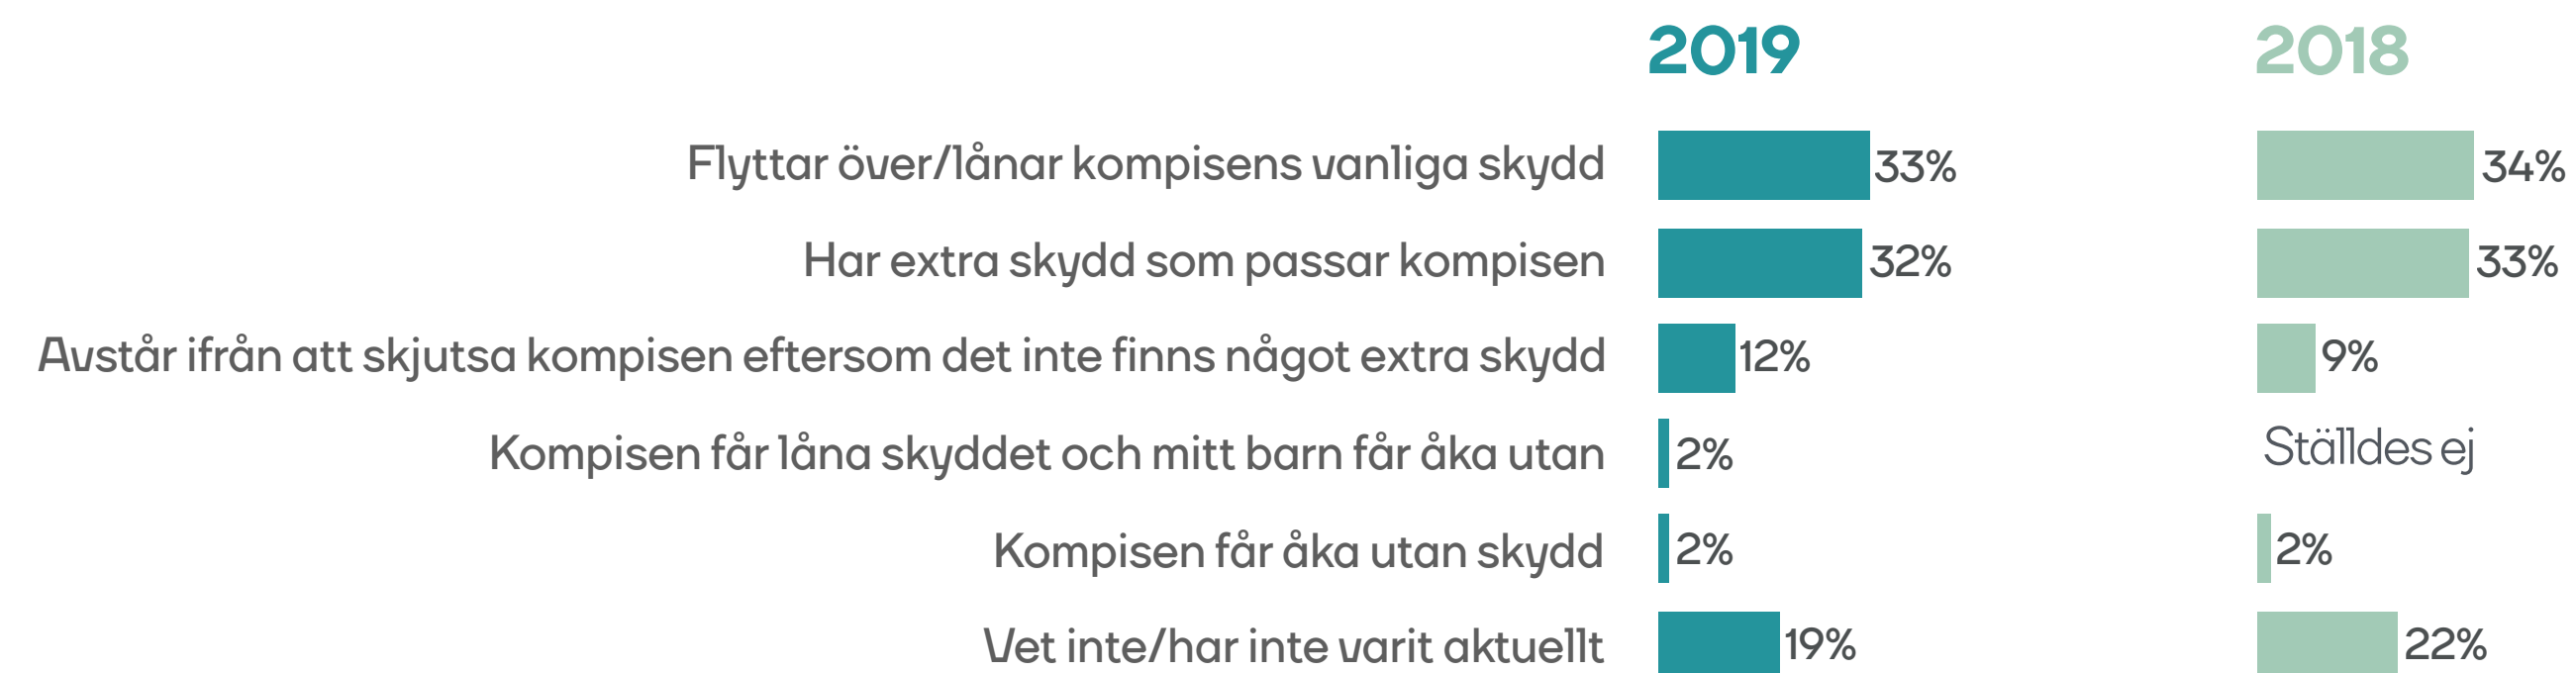 2019 2018
Flyttar över/lånar kompisens vanliga skydd 33% 34%
Har extra skydd som passar kompisen 32% 33%
Avstår ifrån att skjutsa kompisen eftersom det inte finns något extra skydd 12% 9%
Kompisen får låna skyddet och mitt barn får åka utan 2% Ställdes ej
Kompisen får åka utan skydd 2% 2%
Vet inte/har inte varit aktuellt 19% 22%